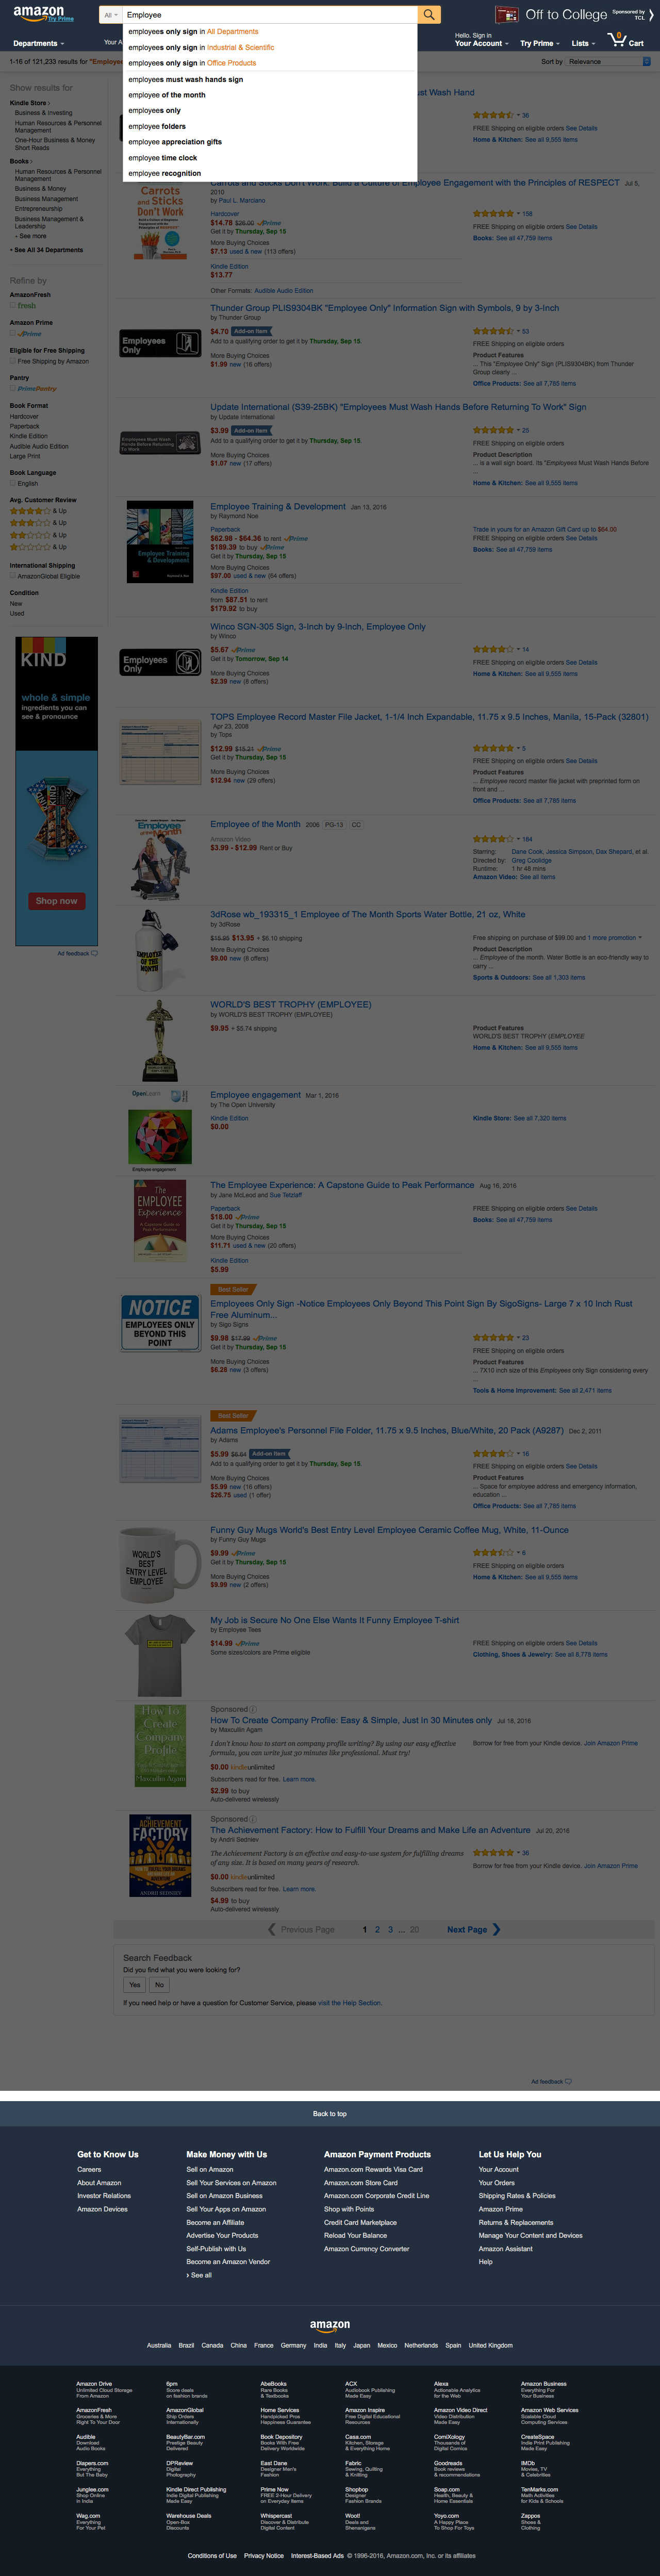 amazon
Try Prime
All
Employee
Off to College
Sponsored by TCL
Departments
Your A
Hello. Sign in
Your Account
Try Prime
Lists
0
Cart
employees only sign in All Departments
employees only sign in Industrial & Scientific
employees only sign in Office Products
employees must wash hands sign
employee of the month
employees only
employee folders
employee appreciation gifts
employee time clock
employee recognition
1-16 of 121,233 results for "Employee
Sort by Relevance
Show results for
Kindle Store
Business & Investing
Human Resources & Personnel
Management
One-Hour Business & Money
Short Reads
Books
Human Resources & Personnel
Management
Business & Money
Business Management
Entrepreneurship
Business Management &
Leadership
+ See more
+ See All 34 Departments
Refine by
AmazonFresh
fresh
Amazon Prime
Prime
Eligible for Free Shipping
Free Shipping by Amazon
Pantry
PrimePantry
Book Format
Hardcover
Paperback
Kindle Edition
Audible Audio Edition
Large Print
Book Language
English
Avg. Customer Review
& Up
& Up
& Up
& Up
International Shipping
AmazonGlobal Eligible
Condition
New
Used
KIND
whole & simple
ingredients you can
see & pronounce
KIND
Shop now
Ad feedback
ust Wash Hand
36
FREE Shipping on eligible orders See Details
Home & Kitchen: See all 9,555 items
Carrots and Sticks Don't Work: Build a Culture of Employee Engagement with the Principles of RESPECT Jul 5,
2010
by Paul L. Marciano
Carrots
and Sticks
Don't
Work
Hardcover
$14.78 $26.00 Prime
Get it by Thursday, Sep 15
More Buying Choices
$7.13 used & new (113 offers)
Kindle Edition
$13.77
Other Formats: Audible Audio Edition
158
FREE Shipping on eligible orders See Details
Books: See all 47,759 items
Thunder Group PLIS9304BK "Employee Only" Information Sign with Symbols, 9 by 3-Inch
by Thunder Group
Employees
Only
$4.70 Add-on Item
Add to a qualifying order to get it by Thursday, Sep 15.
More Buying Choices
$1.99 new (16 offers)
53
FREE Shipping on eligible orders
Product Features
... This "Employee Only" Sign (PLIS9304BK) from Thunder
Group clearly ...
Office Products: See all 7,785 items
Update International (S39-25BK) "Employees Must Wash Hands Before Returning To Work" Sign
by Update International
Employees Must Wash
Hands Before Returning
To Work
$3.99 Add-on Item
Add to a qualifying order to get it by Thursday, Sep 15.
More Buying Choices
$1.07 new (17 offers)
25
FREE Shipping on eligible orders
Product Description
... is a wall sign board. Its "Employees Must Wash Hands Before
...
Home & Kitchen: See all 9,555 items
Employee Training & Development Jan 13, 2016
by Raymond Noe
Employee Training
& Development
Paperback
$62.98 - $64.36 to rent Prime
$189.39 to buy Prime
Get it by Thursday, Sep 15
More Buying Choices
$97.00 used & new (64 offers)
Kindle Edition
from $87.51 to rent
$179.92 to buy
Trade in yours for an Amazon Gift Card up to $64.00
FREE Shipping on eligible orders See Details
Books: See all 47,759 items
Winco SGN-305 Sign, 3-Inch by 9-Inch, Employee Only
by Winco
Employees
Only
$5.67 Prime
Get it by Tomorrow, Sep 14
More Buying Choices
$2.39 new (8 offers)
14
FREE Shipping on eligible orders See Details
Home & Kitchen: See all 9,555 items
TOPS Employee Record Master File Jacket, 1-1/4 Inch Expandable, 11.75 x 9.5 Inches, Manila, 15-Pack (32801)
Apr 23, 2008
by Tops
$12.99 $15.21 Prime
Get it by Thursday, Sep 15
More Buying Choices
$12.94 new (29 offers)
5
FREE Shipping on eligible orders See Details
Product Features
... Employee record master file jacket with preprinted form on
front and ...
Office Products: See all 7,785 items
Employee of the Month 2006 PG-13 CC
Employee
of the Month
Amazon Video
$3.99 - $12.99 Rent or Buy
184
Starring: Dane Cook, Jessica Simpson, Dax Shepard, et al.
Directed by: Greg Coolidge
Runtime: 1 hr 48 mins
Amazon Video: See all items
3dRose wb_193315_1 Employee of The Month Sports Water Bottle, 21 oz, White
by 3dRose
EMPLOYEE
OF THE
MONTH
$15.99 $13.95 + $6.10 shipping
More Buying Choices
$9.08 new (8 offers)
Free shipping on purchase of $99.00 and 1 more promotion
Product Description
... Employee of the month. Water Bottle is an eco-friendly way to
carry ...
Sports & Outdoors: See all 1,303 items
WORLD'S BEST TROPHY (EMPLOYEE)
by WORLD'S BEST TROPHY (EMPLOYEE)
$9.95 + $5.74 shipping
Product Features
WORLD'S BEST TROPHY (EMPLOYEE
Home & Kitchen: See all 9,555 items
OpenLearn
Employee engagement
Employee engagement Mar 1, 2016
by The Open University
Kindle Edition
$0.00
Kindle Store: See all 7,320 items
The Employee Experience: A Capstone Guide to Peak Performance Aug 18, 2016
by Jane McLeod and Sue Tetzlaff
THE
EMPLOYEE
Experience
Paperback
$18.00 Prime
Get it by Thursday, Sep 15
More Buying Choices
$11.71 used & new (20 offers)
Kindle Edition
$5.99
FREE Shipping on eligible orders See Details
Books: See all 47,759 items
Best Seller
Employees Only Sign -Notice Employees Only Beyond This Point Sign By SigoSigns- Large 7 x 10 Inch Rust
Free Aluminum...
by Sigo Signs
NOTICE
EMPLOYEES ONLY
BEYOND THIS
POINT
$9.98 $17.99 Prime
Get it by Thursday, Sep 15
More Buying Choices
$6.28 new (3 offers)
23
FREE Shipping on eligible orders
Product Features
... 7X10 inch size of this Employees only Sign considering every
...
Tools & Home Improvement: See all 2,471 items
Best Seller
Adams Employee's Personnel File Folder, 11.75 x 9.5 Inches, Blue/White, 20 Pack (A9287) Dec 2, 2011
by Adams
$5.99 $6.64 Add-on Item
Add to a qualifying order to get it by Thursday, Sep 15.
More Buying Choices
$5.99 new (16 offers)
$26.75 used (1 offer)
16
FREE Shipping on eligible orders See Details
Product Features
... Space for employee address and emergency information,
education ...
Office Products: See all 7,785 items
Funny Guy Mugs World's Best Entry Level Employee Ceramic Coffee Mug, White, 11-Ounce
by Funny Guy Mugs
WORLD'S
BEST
ENTRY LEVEL
EMPLOYEE
$9.99 Prime
Get it by Thursday, Sep 15
More Buying Choices
$9.99 new (2 offers)
6
FREE Shipping on eligible orders
Home & Kitchen: See all 9,555 items
My Job is Secure No One Else Wants It Funny Employee T-shirt
by Employee Tees
$14.99 Prime
Some sizes/colors are Prime eligible
FREE Shipping on eligible orders See Details
Clothing, Shoes & Jewelry: See all 8,778 items
Sponsored
How To Create Company Profile: Easy & Simple, Just In 30 Minutes only Jul 18, 2016
by Maxcullin Agam
How To
Create
Company
Profile
Maxcullin Agam
I don't know how to start on company profile writing? By using our easy effective
formula, you can write just 30 minutes like professional. Must try!
$0.00 kindleunlimited
Subscribers read for free. Learn more.
$2.99 to buy
Auto-delivered wirelessly
Borrow for free from your Kindle device. Join Amazon Prime
Sponsored
The Achievement Factory: How to Fulfill Your Dreams and Make Life an Adventure Jul 20, 2016
by Andrii Sedniev
THE
ACHIEVEMENT
FACTORY
ANDRII SEDNIEV
The Achievement Factory is an effective and easy-to-use system for fulfilling dreams
of any size. It is based on many years of research.
$0.00 kindleunlimited
Subscribers read for free. Learn more.
$4.99 to buy
Auto-delivered wirelessly
36
Borrow for free from your Kindle device. Join Amazon Prime
Previous Page 1 2 3 ... 20 Next Page
Search Feedback
Did you find what you were looking for?
Yes No
If you need help or have a question for Customer Service, please visit the Help Section.
Ad feedback
Back to top
Get to Know Us
Careers
About Amazon
Investor Relations
Amazon Devices
Make Money with Us
Sell on Amazon
Sell Your Services on Amazon
Sell on Amazon Business
Sell Your Apps on Amazon
Become an Affiliate
Advertise Your Products
Self-Publish with Us
Become an Amazon Vendor
› See all
Amazon Payment Products
Amazon.com Rewards Visa Card
Amazon.com Store Card
Amazon.com Corporate Credit Line
Shop with Points
Credit Card Marketplace
Reload Your Balance
Amazon Currency Converter
Let Us Help You
Your Account
Your Orders
Shipping Rates & Policies
Amazon Prime
Returns & Replacements
Manage Your Content and Devices
Amazon Assistant
Help
amazon
Australia Brazil Canada China France Germany India Italy Japan Mexico Netherlands Spain United Kingdom
Amazon Drive
Unlimited Cloud Storage
From Amazon
6pm
Score deals
on fashion brands
AbeBooks
Rare Books
& Textbooks
ACX
Audiobook Publishing
Made Easy
Alexa
Actionable Analytics
for the Web
Amazon Business
Everything For
Your Business
AmazonFresh
Groceries & More
Right To Your Door
AmazonGlobal
Ship Orders
Internationally
Home Services
Handpicked Pros
Happiness Guarantee
Amazon Inspire
Free Digital Educational
Resources
Amazon Video Direct
Video Distribution
Made Easy
Amazon Web Services
Scalable Cloud
Computing Services
Audible
Download
Audio Books
BeautyBar.com
Prestige Beauty
Delivered
Book Depository
Books With Free
Delivery Worldwide
Casa.com
Kitchen, Storage
& Everything Home
ComiXology
Thousands of
Digital Comics
CreateSpace
Indie Print Publishing
Made Easy
Diapers.com
Everything
But The Baby
DPReview
Digital
Photography
East Dane
Designer Men's
Fashion
Fabric
Sewing, Quilting
& Knitting
Goodreads
Book reviews
& recommendations
IMDb
Movies, TV
& Celebrities
Junglee.com
Shop Online
in India
Kindle Direct Publishing
Indie Digital Publishing
Made Easy
Prime Now
FREE 2-Hour Delivery
on Everyday Items
Shopbop
Designer
Fashion Brands
Soap.com
Health, Beauty &
Home Essentials
TenMarks.com
Math Activities
for Kids & Schools
Wag.com
Everything
For Your Pet
Warehouse Deals
Open-Box
Discounts
Whispercast
Discover & Distribute
Digital Content
Woot!
Deals and
Shenanigans
Yoyo.com
A Happy Place
To Shop For Toys
Zappos
Shoes &
Clothing
Conditions of Use Privacy Notice Interest-Based Ads © 1996-2016, Amazon.com, Inc. or its affiliates